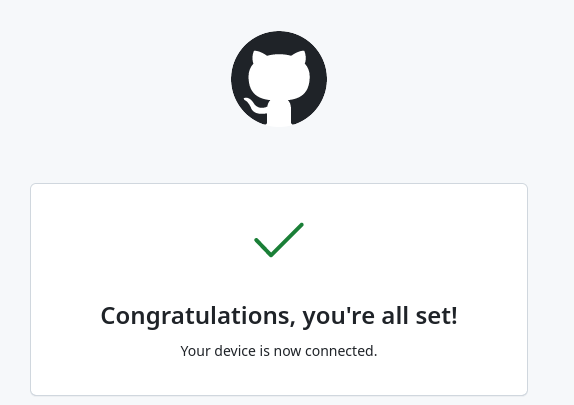 Congratulations, you're all set!
Your device is now connected.